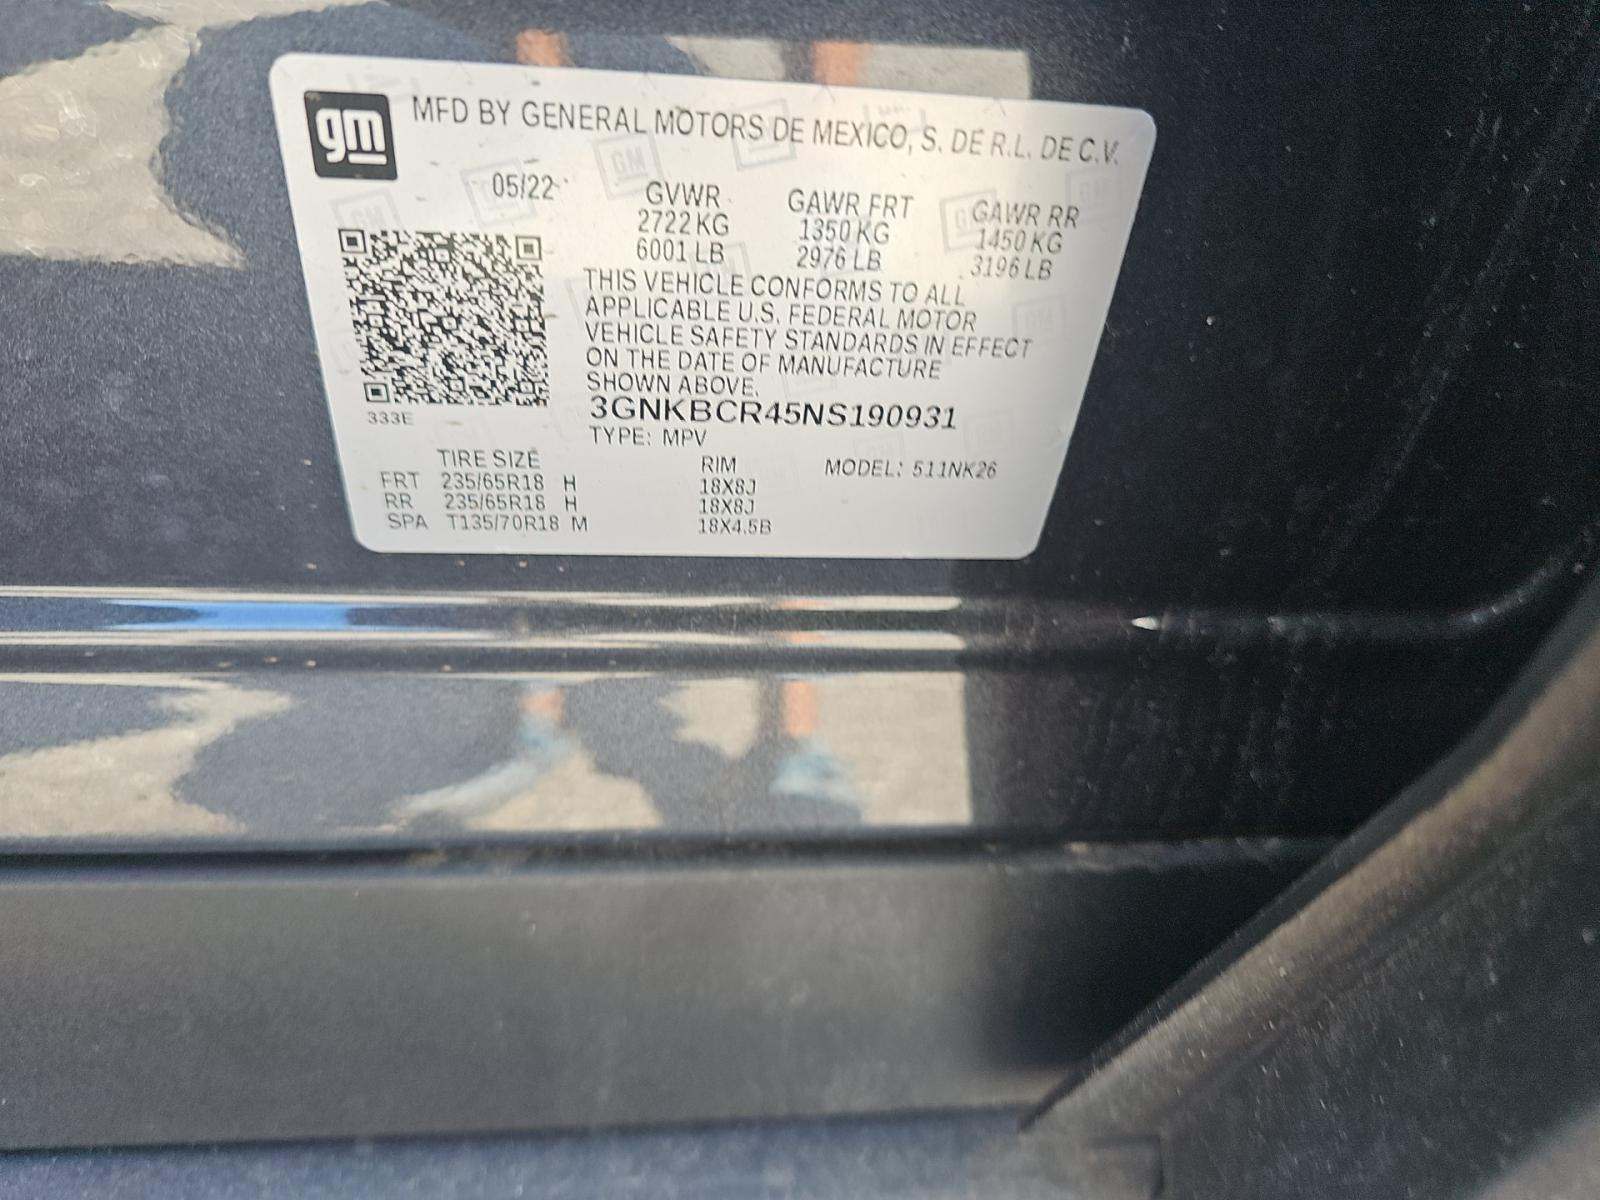 gm
MFD BY GENERAL MOTORS DE MEXICO, S. DE R.L. DE C.V.
05/22 GVWR GAWR FRT GAWR RR
2722 KG 1350 KG 1450 KG
6001 LB 2976 LB 3196 LB
THIS VEHICLE CONFORMS TO ALL
APPLICABLE U.S. FEDERAL MOTOR
VEHICLE SAFETY STANDARDS IN EFFECT
ON THE DATE OF MANUFACTURE
SHOWN ABOVE.
333E
3GNKBCR45NS190931
TYPE: MPV
TIRE SIZE RIM MODEL: 511NK26
FRT 235/65R18 H 18X8J
RR 235/65R18 H 18X8J
SPA T135/70R18 M 18X4.5B